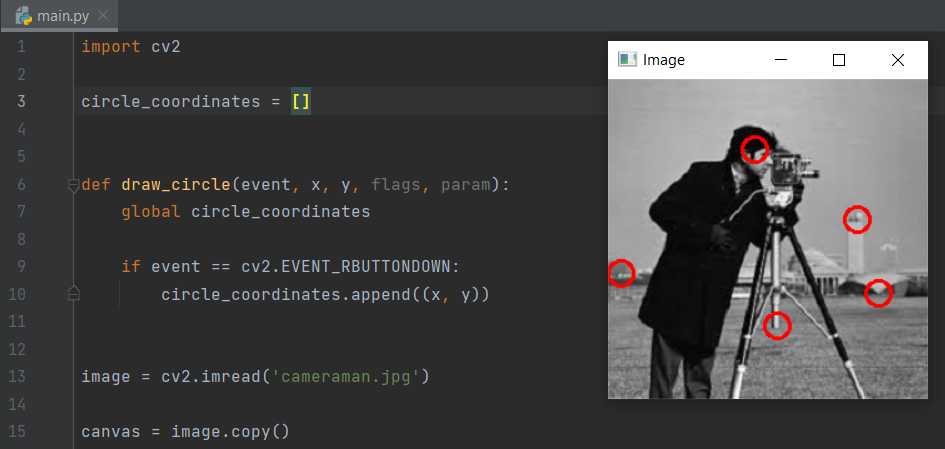 main.py
1 import cv2
2
3 circle_coordinates = []
4
5
6 def draw_circle(event, x, y, flags, param):
7 global circle_coordinates
8
9 if event == cv2.EVENT_RBUTTONDOWN:
10 circle_coordinates.append((x, y))
11
12
13 image = cv2.imread('cameraman.jpg')
14
15 canvas = image.copy()
Image